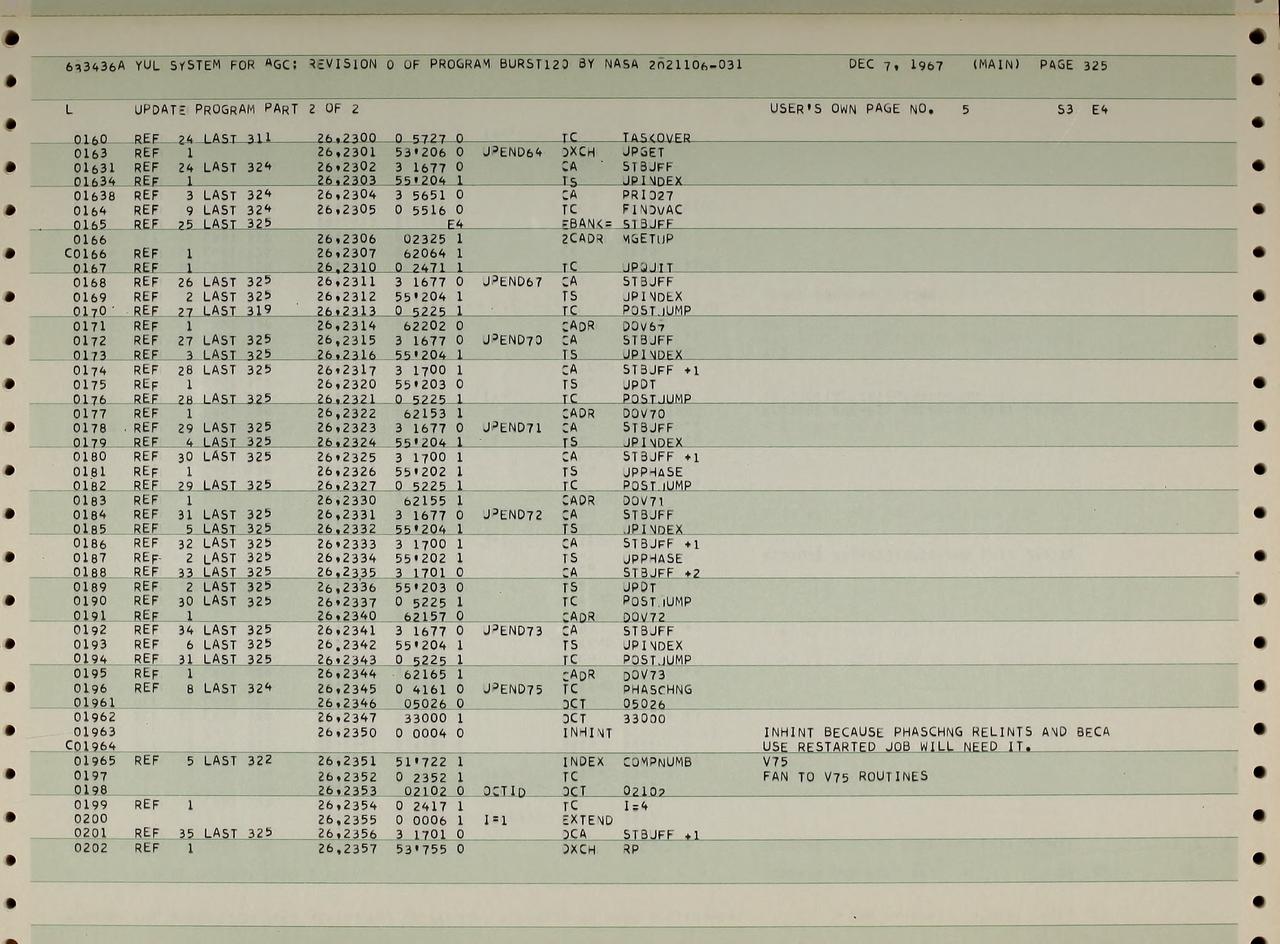 633436A YUL SYSTEM FOR AGC: REVISION 0 OF PROGRAM BURST120 BY NASA 2021106-031 DEC 7, 1967 (MAIN) PAGE 325
L UPDATE PROGRAM PART 2 OF 2 USER'S OWN PAGE NO. 5 S3 E4
0160 REF 24 LAST 311 26,2300 0 5727 0 TC TASKOVER
0163 REF 1 26,2301 53'206 0 UPEND64 DXCH UPGET
01631 REF 24 LAST 324 26,2302 3 1677 0 CA STBUFF
01634 REF 1 26,2303 55'204 1 TS UPINDEX
01638 REF 3 LAST 324 26,2304 3 5651 0 CA PRIO27
0164 REF 9 LAST 324 26,2305 0 5516 0 TC FINDVAC
0165 REF 25 LAST 325 E4 EBANK= STBUFF
0166 26,2306 02325 1 2CADR MGETUP
C0166 REF 1 26,2307 62064 1
0167 REF 1 26,2310 0 2471 1 TC UPQUIT
0168 REF 26 LAST 325 26,2311 3 1677 0 UPEND67 CA STBUFF
0169 REF 2 LAST 325 26,2312 55'204 1 TS UPINDEX
0170 REF 27 LAST 319 26,2313 0 5225 1 TC POSTJUMP
0171 REF 1 26,2314 62202 0 CADR DOV67
0172 REF 27 LAST 325 26,2315 3 1677 0 UPEND70 CA STBUFF
0173 REF 3 LAST 325 26,2316 55'204 1 TS UPINDEX
0174 REF 28 LAST 325 26,2317 3 1700 1 CA STBUFF +1
0175 REF 1 26,2320 55'203 0 TS UPDT
0176 REF 28 LAST 325 26,2321 0 5225 1 TC POSTJUMP
0177 REF 1 26,2322 62153 1 CADR DOV70
0178 REF 29 LAST 325 26,2323 3 1677 0 UPEND71 CA STBUFF
0179 REF 4 LAST 325 26,2324 55'204 1 TS UPINDEX
0180 REF 30 LAST 325 26,2325 3 1700 1 CA STBUFF +1
0181 REF 1 26,2326 55'202 1 TS UPPHASE
0182 REF 29 LAST 325 26,2327 0 5225 1 TC POSTJUMP
0183 REF 1 26,2330 62155 1 CADR DOV71
0184 REF 31 LAST 325 26,2331 3 1677 0 UPEND72 CA STBUFF
0185 REF 5 LAST 325 26,2332 55'204 1 TS UPINDEX
0186 REF 32 LAST 325 26,2333 3 1700 1 CA STBUFF +1
0187 REF 2 LAST 325 26,2334 55'202 1 TS UPPHASE
0188 REF 33 LAST 325 26,2335 3 1701 0 CA STBUFF +2
0189 REF 2 LAST 325 26,2336 55'203 0 TS UPDT
0190 REF 30 LAST 325 26,2337 0 5225 1 TC POSTJUMP
0191 REF 1 26,2340 62157 0 CADR DOV72
0192 REF 34 LAST 325 26,2341 3 1677 0 UPEND73 CA STBUFF
0193 REF 6 LAST 325 26,2342 55'204 1 TS UPINDEX
0194 REF 31 LAST 325 26,2343 0 5225 1 TC POSTJUMP
0195 REF 1 26,2344 62165 1 CADR DOV73
0196 REF 8 LAST 324 26,2345 0 4161 0 UPEND75 TC PHASCHNG
01961 26,2346 05026 0 OCT 05026
01962 26,2347 33000 1 OCT 33000
01963 26,2350 0 0004 0 INHINT INHINT BECAUSE PHASCHNG RELINTS AND BECA
C01964 USE RESTARTED JOB WILL NEED IT.
01965 REF 5 LAST 322 26,2351 51'722 1 INDEX COMPNUMB V75
0197 26,2352 0 2352 1 TC FAN TO V75 ROUTINES
0198 26,2353 02102 0 OCTID OCT 02102
0199 REF 1 26,2354 0 2417 1 TC I=4
0200 26,2355 0 0006 1 I=1 EXTEND
0201 REF 35 LAST 325 26,2356 3 1701 0 DCA STBUFF +1
0202 REF 1 26,2357 53'755 0 DXCH RP